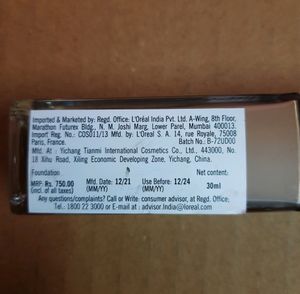 Imported & Marketed by: Regd. Office: L'Oréal India Pvt. Ltd. A-Wing, 8th Floor,
Marathon Futurex Bldg., N. M. Joshi Marg, Lower Parel, Mumbai 400013.
Import Reg. No.: COS011/13 Mfd. by: L'Oreal S. A. 14, rue Royale, 75008
Paris, France. Batch No: B-72U000
Mfd. At : Yichang Tianmi International Cosmetics Co., Ltd., 443000, No.
18 Xihu Road, Xiling Economic Developing Zone, Yichang, China.
Foundation Net content:
MRP: Rs. 750.00 Mfd. Date: 12/21 Use Before: 12/24 30ml
(incl. of all taxes) (MM/YY) (MM/YY)
Any questions/complaints? Call or Write: consumer advisor, at Regd. Office;
Tel.: 1800 22 3000 or E-mail at : advisor.India@loreal.com